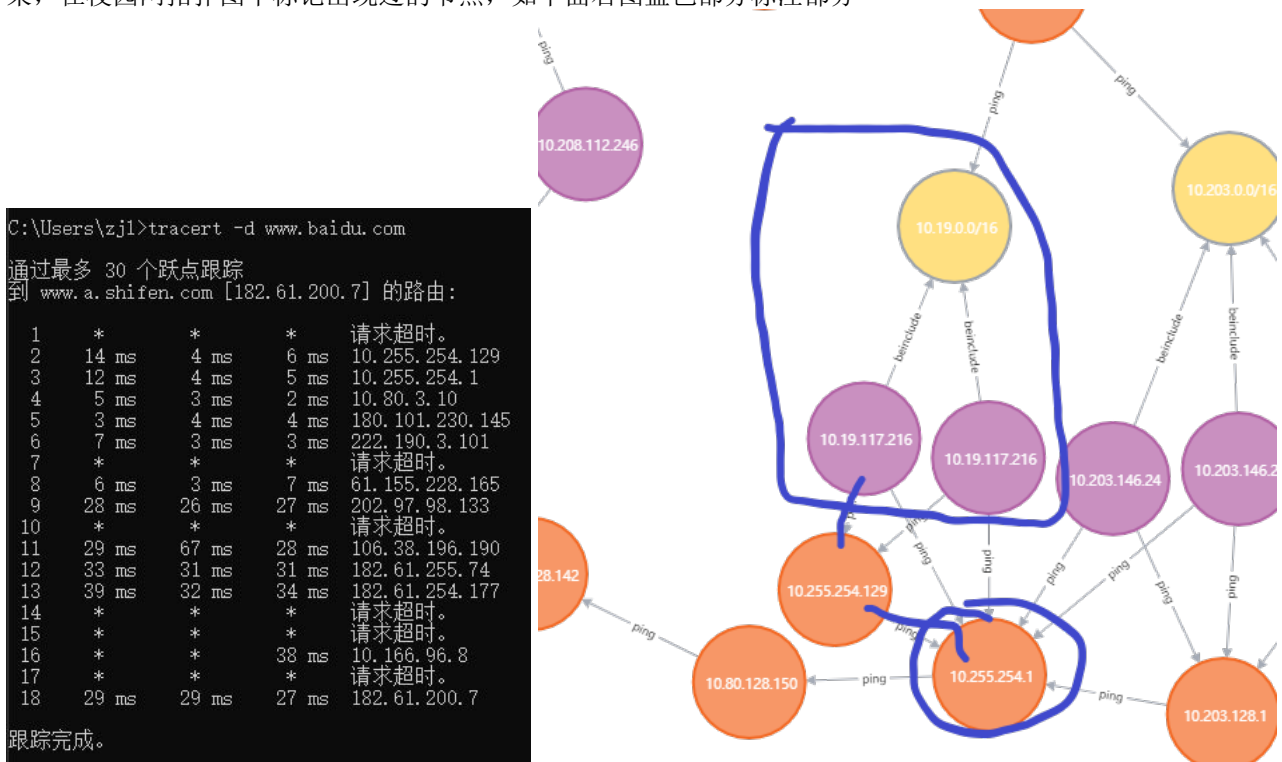 C:\Users\zjl>tracert -d www.baidu.com
通过最多 30 个跃点跟踪
到 www.a.shifen.com [182.61.200.7] 的路由:
1 * * * 请求超时。
2 14 ms 4 ms 6 ms 10.255.254.129
3 12 ms 4 ms 5 ms 10.255.254.1
4 5 ms 3 ms 2 ms 10.80.3.10
5 3 ms 4 ms 4 ms 180.101.230.145
6 7 ms 3 ms 3 ms 222.190.3.101
7 * * * 请求超时。
8 6 ms 3 ms 7 ms 61.155.228.165
9 28 ms 26 ms 27 ms 202.97.98.133
10 * * * 请求超时。
11 29 ms 67 ms 28 ms 106.38.196.190
12 33 ms 31 ms 31 ms 182.61.255.74
13 39 ms 32 ms 34 ms 182.61.254.177
14 * * * 请求超时。
15 * * * 请求超时。
16 * * 38 ms 10.166.96.8
17 * * * 请求超时。
18 29 ms 29 ms 27 ms 182.61.200.7
跟踪完成。
ping
ping
ping
10.208.112.246
10.203.0.0/16
10.19.0.0/16
beinclude
beinclude
beinclude
beinclude
10.19.117.216
10.19.117.216
10.203.146.24
10.203.146.2
ping
ping
ping
ping
ping
ping
ping
28.142
10.255.254.129
ping
ping
10.255.254.1
10.80.128.150
ping
ping
10.203.128.1